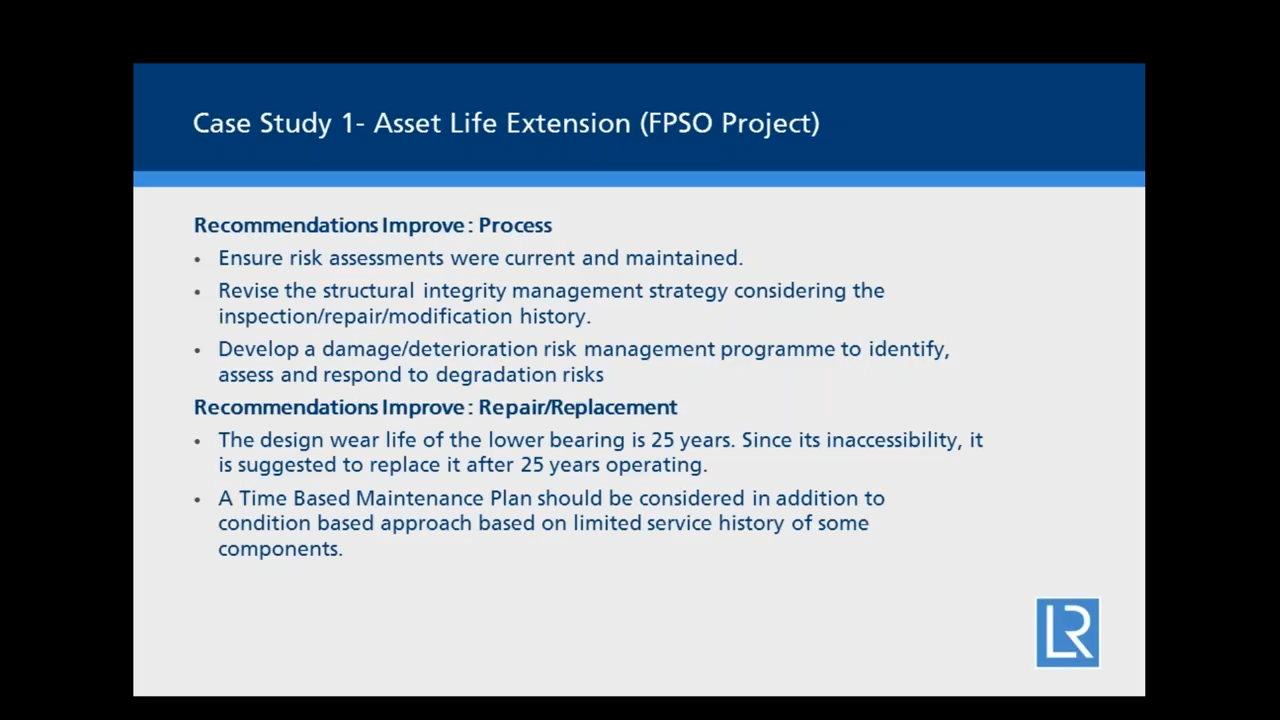 Case Study 1- Asset Life Extension (FPSO Project)
Recommendations Improve : Process
• Ensure risk assessments were current and maintained.
• Revise the structural integrity management strategy considering the
inspection/repair/modification history.
• Develop a damage/deterioration risk management programme to identify,
assess and respond to degradation risks
Recommendations Improve : Repair/Replacement
• The design wear life of the lower bearing is 25 years. Since its inaccessibility, it
is suggested to replace it after 25 years operating.
• A Time Based Maintenance Plan should be considered in addition to
condition based approach based on limited service history of some
components.
LR